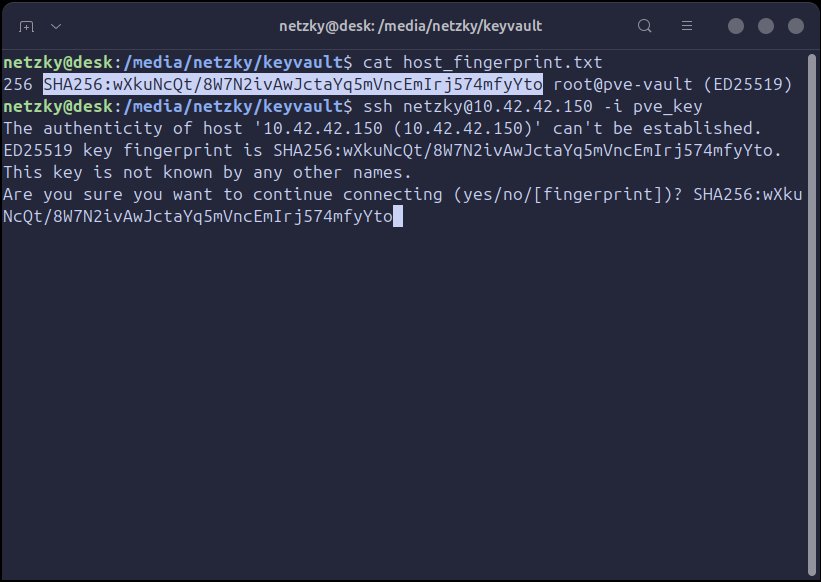 netzky@desk: /media/netzky/keyvault
netzky@desk:/media/netzky/keyvault$ cat host_fingerprint.txt
256 SHA256:wXkuNcQt/8W7N2ivAwJctaYq5mVncEmIrj574mfyYto root@pve-vault (ED25519)
netzky@desk:/media/netzky/keyvault$ ssh netzky@10.42.42.150 -i pve_key
The authenticity of host '10.42.42.150 (10.42.42.150)' can't be established.
ED25519 key fingerprint is SHA256:wXkuNcQt/8W7N2ivAwJctaYq5mVncEmIrj574mfyYto.
This key is not known by any other names.
Are you sure you want to continue connecting (yes/no/[fingerprint])? SHA256:wXku
NcQt/8W7N2ivAwJctaYq5mVncEmIrj574mfyYto